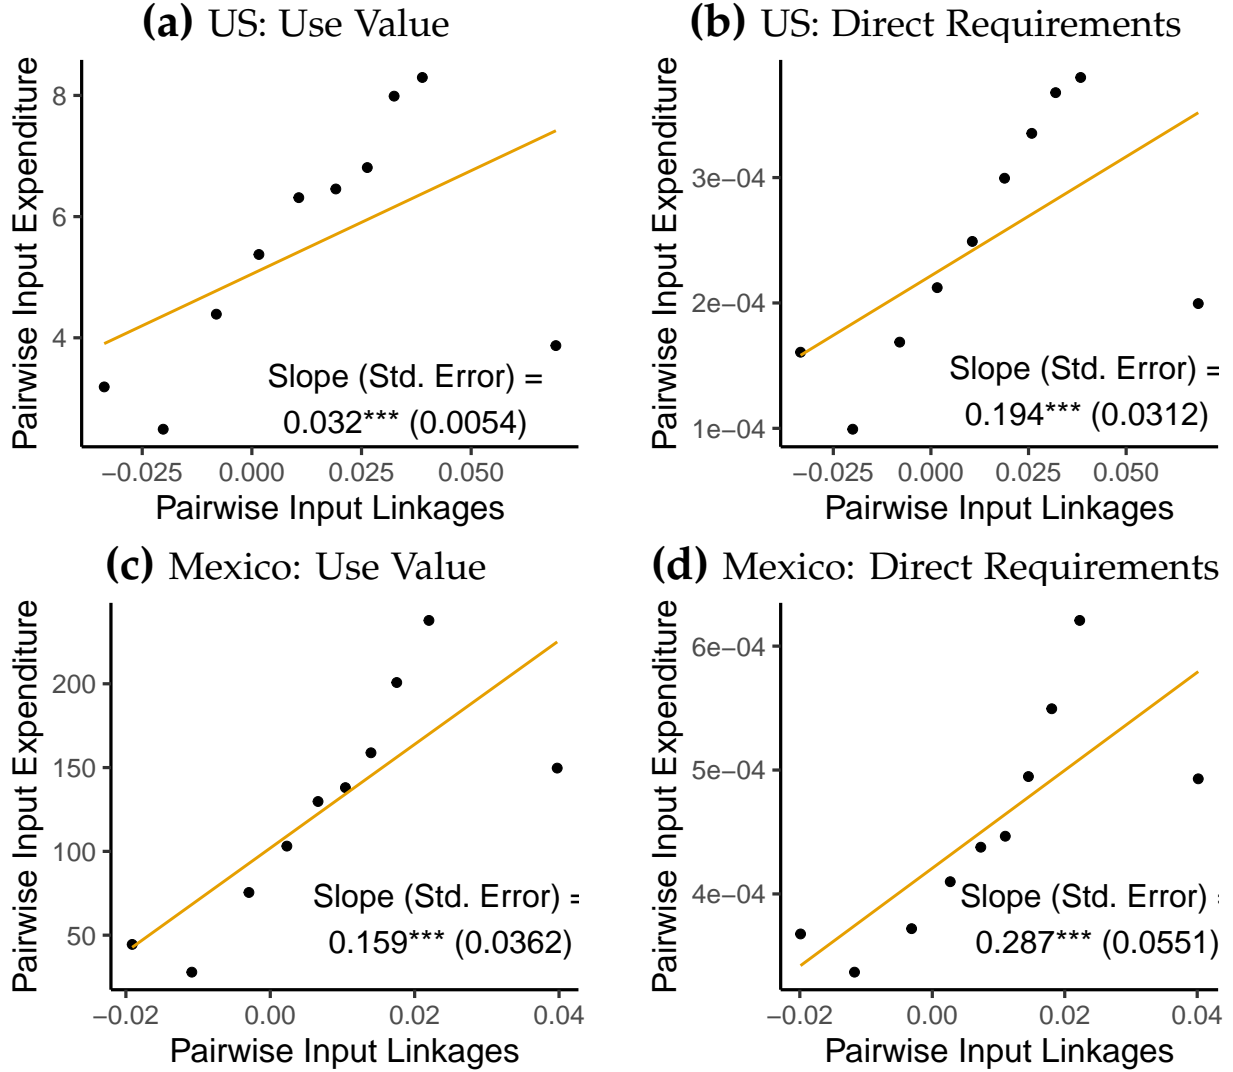 (a) US: Use Value
Pairwise Input Expenditure
8
6
4
Slope (Std. Error) =
0.032*** (0.0054)
−0.025 0.000 0.025 0.050
Pairwise Input Linkages
(b) US: Direct Requirements
Pairwise Input Expenditure
3e−04
2e−04
1e−04
Slope (Std. Error) =
0.194*** (0.0312)
−0.025 0.000 0.025 0.050
Pairwise Input Linkages
(c) Mexico: Use Value
Pairwise Input Expenditure
200
150
100
50
Slope (Std. Error) =
0.159*** (0.0362)
−0.02 0.00 0.02 0.04
Pairwise Input Linkages
(d) Mexico: Direct Requirements
Pairwise Input Expenditure
6e−04
5e−04
4e−04
Slope (Std. Error) =
0.287*** (0.0551)
−0.02 0.00 0.02 0.04
Pairwise Input Linkages